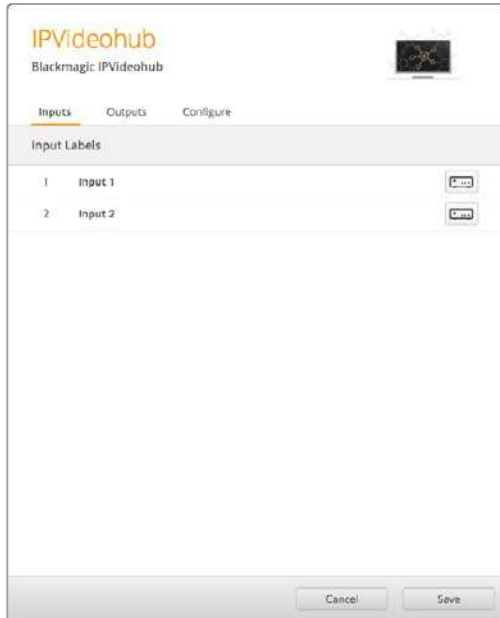 IPVideohub
Blackmagic IPVideohub
Inputs Outputs Configure
Input Labels
1 Input 1
2 Input 2
Cancel Save